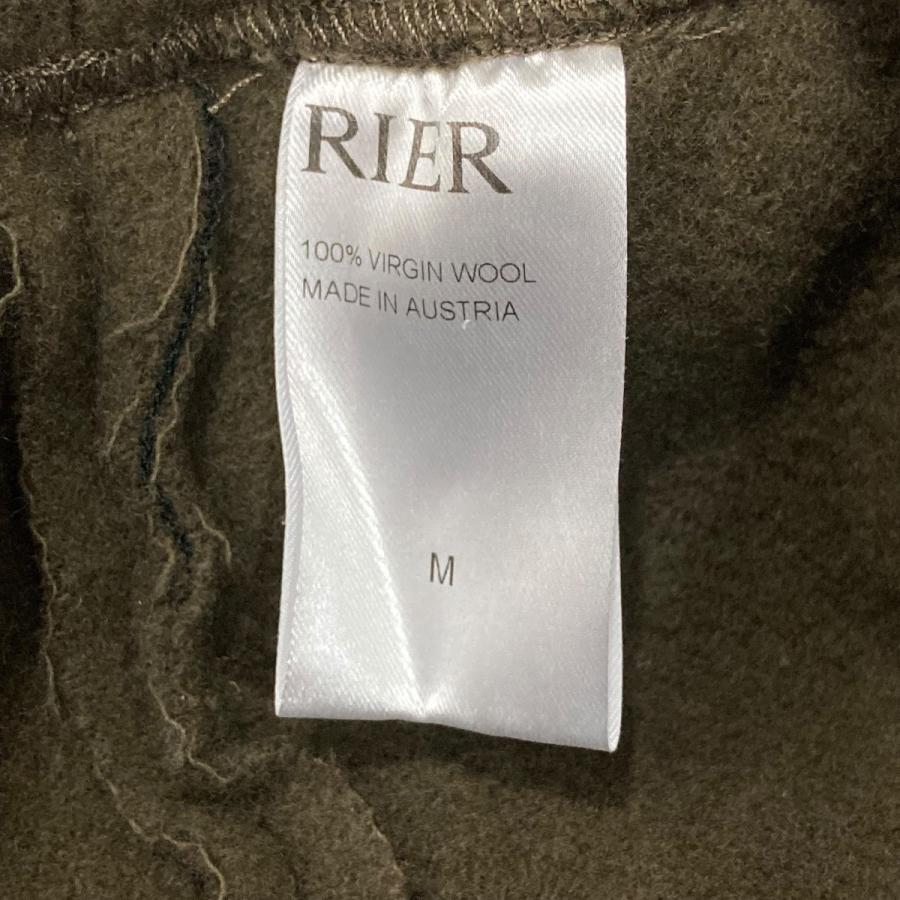 RIER
100% VIRGIN WOOL
MADE IN AUSTRIA
M